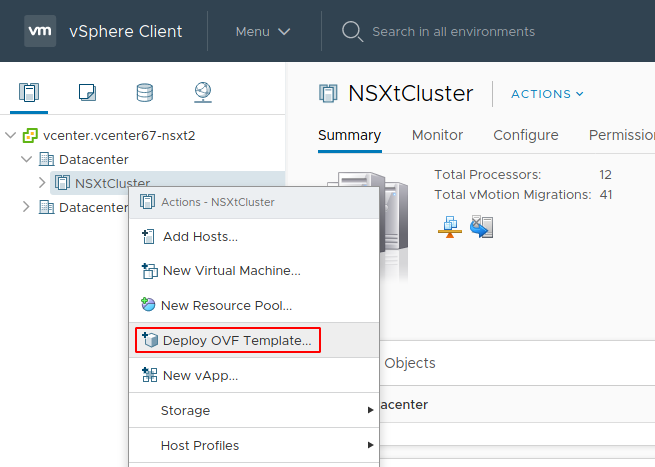 vm vSphere Client Menu Search in all environments
NSXtCluster ACTIONS
Summary Monitor Configure Permission
vcenter.vcenter67-nsxt2
Datacenter
NSXtCluster
Datacenter
Total Processors: 12
Total vMotion Migrations: 41
Actions - NSXtCluster
Add Hosts...
New Virtual Machine...
New Resource Pool...
Deploy OVF Template...
New vApp...
Storage
Host Profiles
Objects
acenter